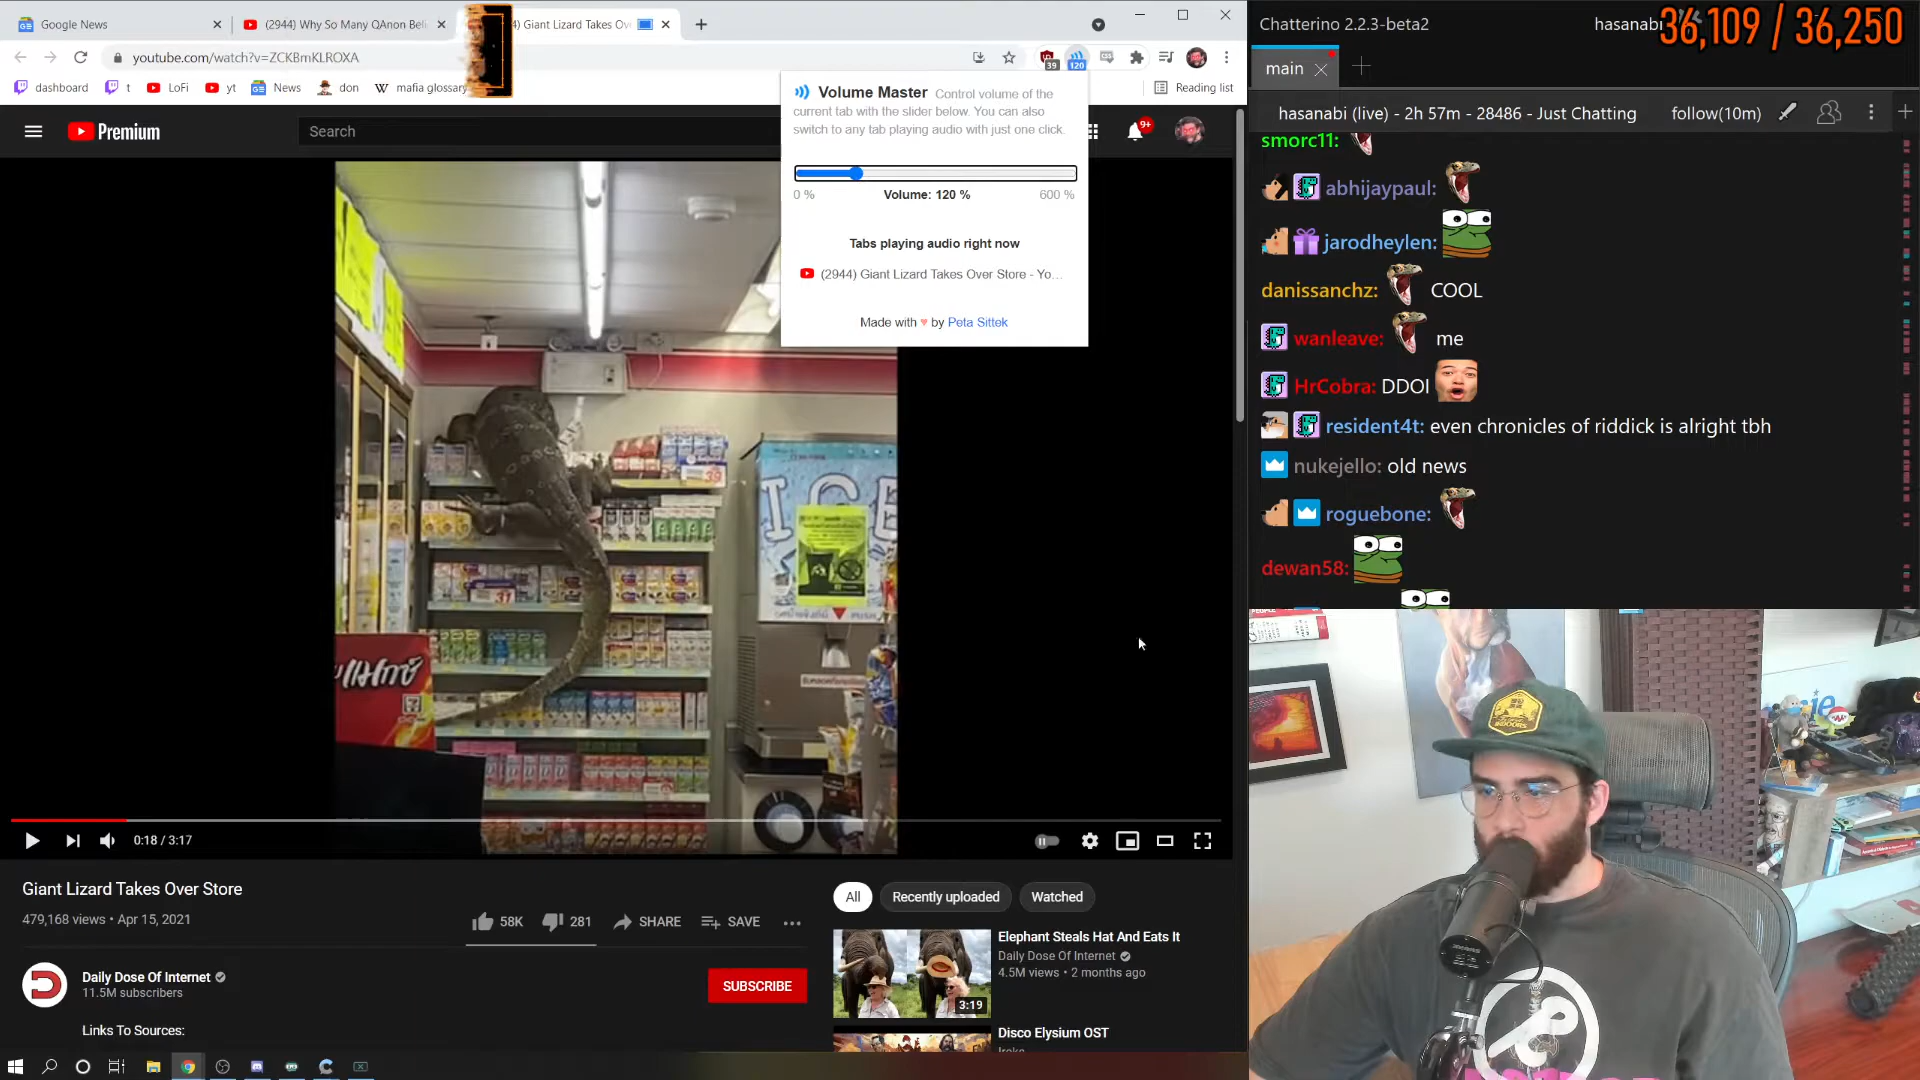 Google News
(2944) Why So Many QAnon Beli
) Giant Lizard Takes Ov
youtube.com/watch?v=ZCKBmKLROXA
39
120
dashboard
t
LoFi
yt
News
don
mafia glossary
Reading list
Premium
Search
9+
Volume Master Control volume of the
current tab with the slider below. You can also
switch to any tab playing audio with just one click.
0 %
Volume: 120 %
600 %
Tabs playing audio right now
(2944) Giant Lizard Takes Over Store - Yo...
Made with ♥ by Peta Sittek
39
31
ICE
0:18 / 3:17
Giant Lizard Takes Over Store
479,168 views • Apr 15, 2021
58K
281
SHARE
SAVE
Daily Dose Of Internet
11.5M subscribers
SUBSCRIBE
Links To Sources:
All
Recently uploaded
Watched
Elephant Steals Hat And Eats It
Daily Dose Of Internet
4.5M views • 2 months ago
3:19
Disco Elysium OST
Chatterino 2.2.3-beta2
hasanabi
36,109 / 36,250
main
hasanabi (live) - 2h 57m - 28486 - Just Chatting
follow(10m)
smorc11:
abhijaypaul:
jarodheylen:
danissanchz: COOL
wanleave: me
HrCobra: DDOI
resident4t: even chronicles of riddick is alright tbh
nukejello: old news
roguebone:
dewan58:
INDOORS